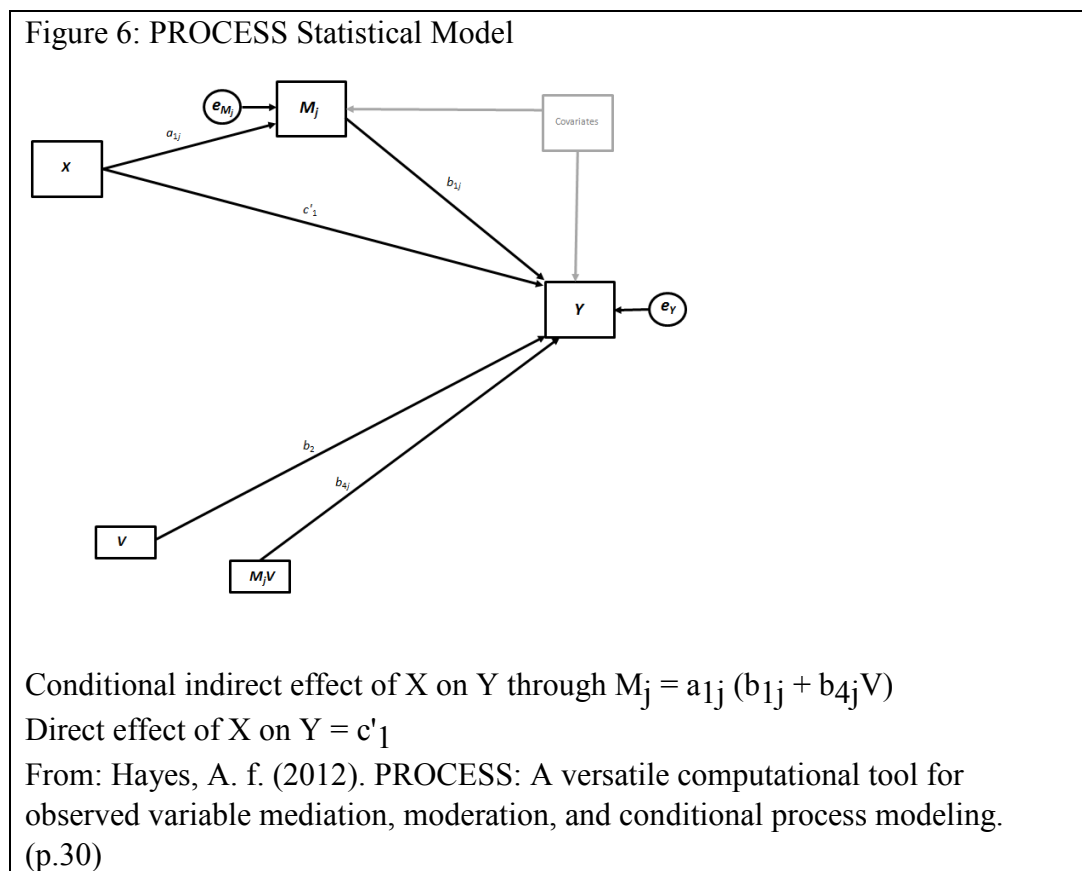 Figure 6: PROCESS Statistical Model
e_Mj
M_j
Covariates
a_1j
X
b_1j
c'_1
Y
e_Y
b_2
b_4j
V
M_jV
Conditional indirect effect of X on Y through M_j = a_1j (b_1j + b_4jV)
Direct effect of X on Y = c'_1
From: Hayes, A. f. (2012). PROCESS: A versatile computational tool for
observed variable mediation, moderation, and conditional process modeling.
(p.30)